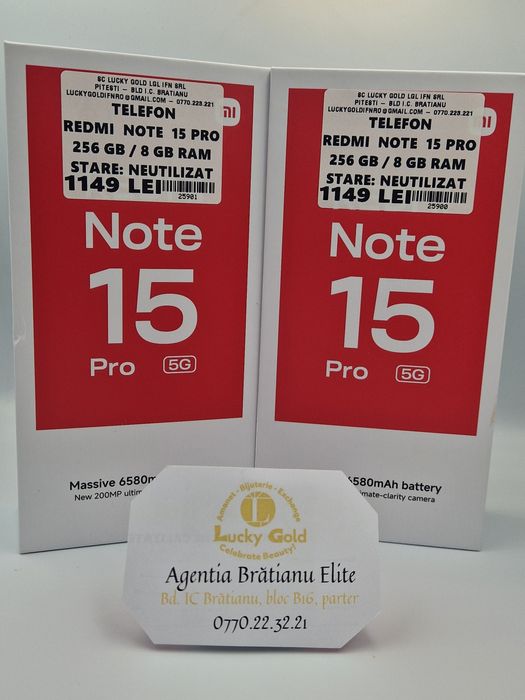 SC LUCKY GOLD LGL IFN SRL
PITESTI - BLD I.C. BRATIANU
LUCKYGOLDIFNRO@GMAIL.COM - 0770.223.221
TELEFON
REDMI NOTE 15 PRO
256 GB / 8 GB RAM
STARE: NEUTILIZAT
1149 LEI
25901
mi
Note
15
Pro 5G
Massive 6580m
New 200MP ultim
SC LUCKY GOLD LGL IFN SRL
PITESTI - BLD I.C. BRATIANU
LUCKYGOLDIFNRO@GMAIL.COM - 0770.223.221
TELEFON
REDMI NOTE 15 PRO
256 GB / 8 GB RAM
STARE: NEUTILIZAT
1149 LEI
25900
mi
Note
15
Pro 5G
6580mAh battery
imate-clarity camera
Amanet - Bijuterie - Exchange
Lucky Gold
Celebrate Beauty!
Agentia Brătianu Elite
Bd. IC Brătianu, bloc B16, parter
0770.22.32.21